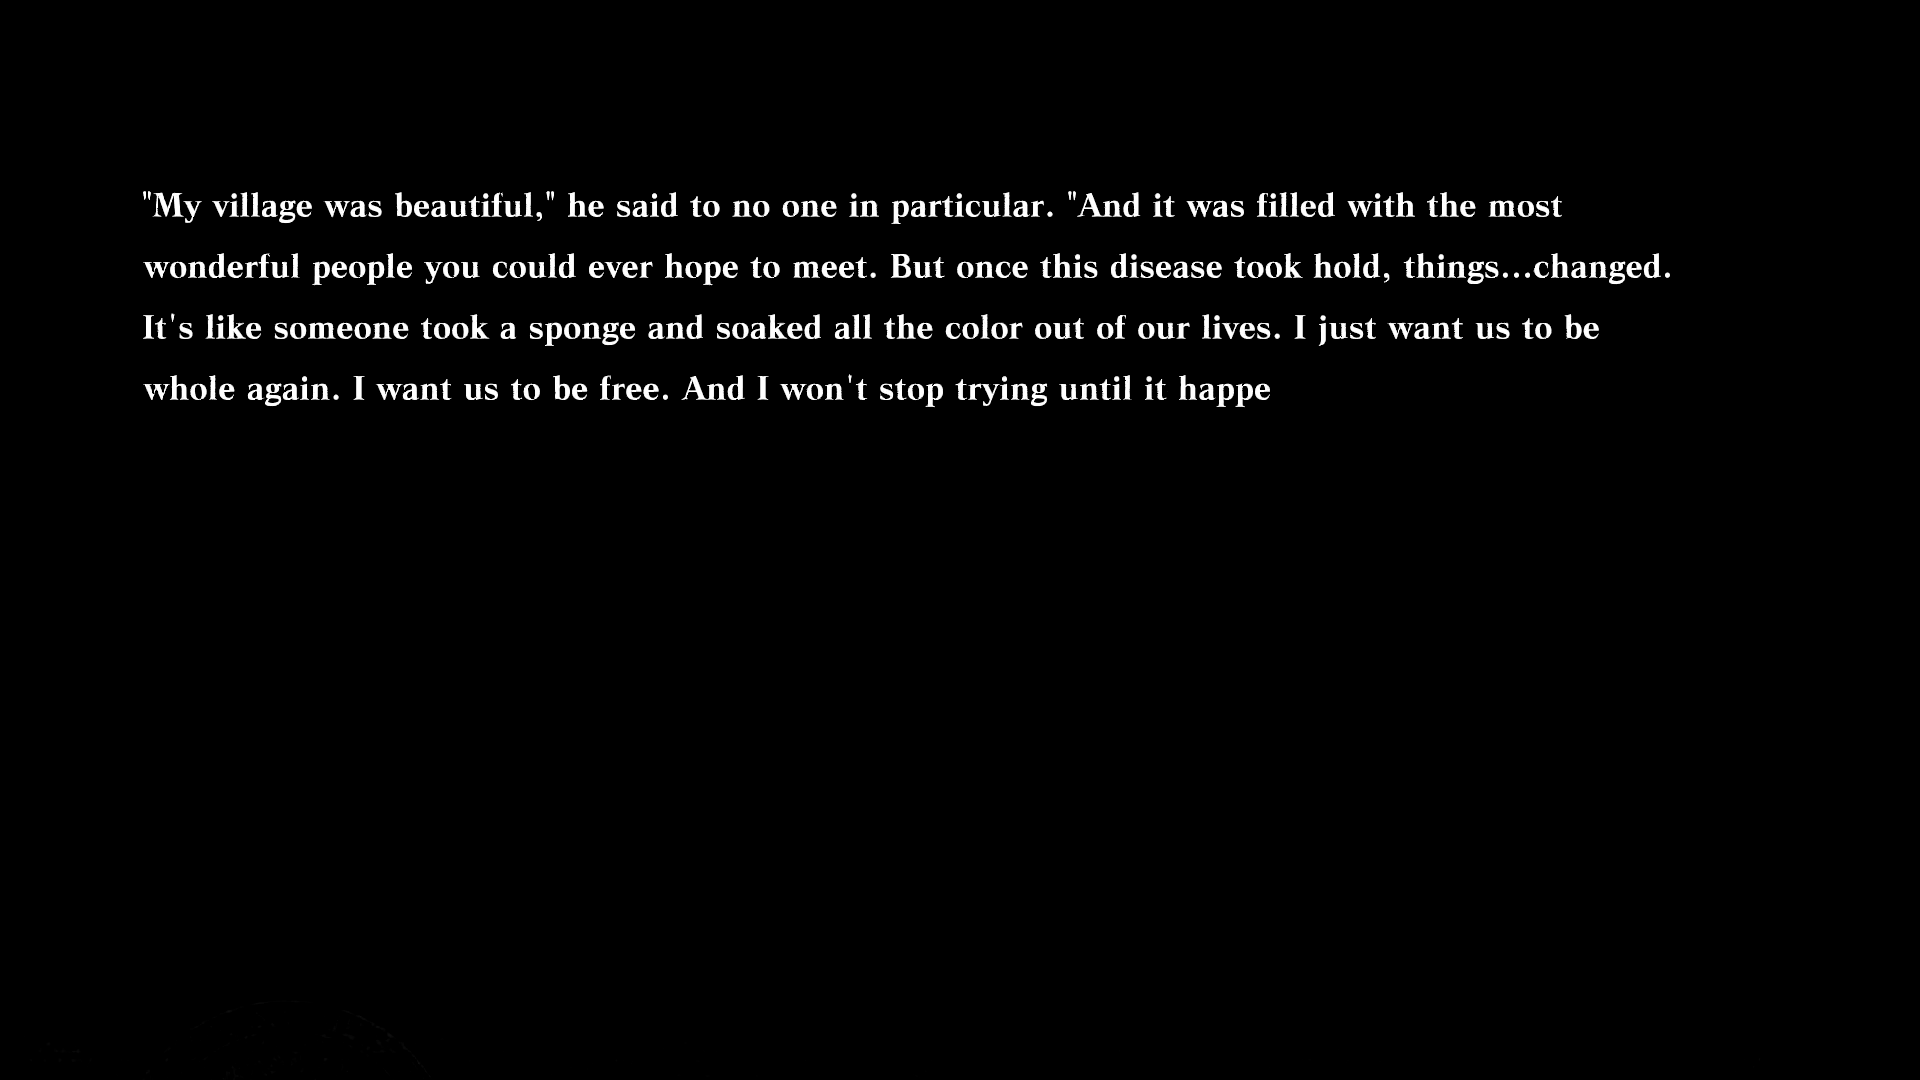 "My village was beautiful," he said to no one in particular. "And it was filled with the most
wonderful people you could ever hope to meet. But once this disease took hold, things...changed.
It's like someone took a sponge and soaked all the color out of our lives. I just want us to be
whole again. I want us to be free. And I won't stop trying until it happe